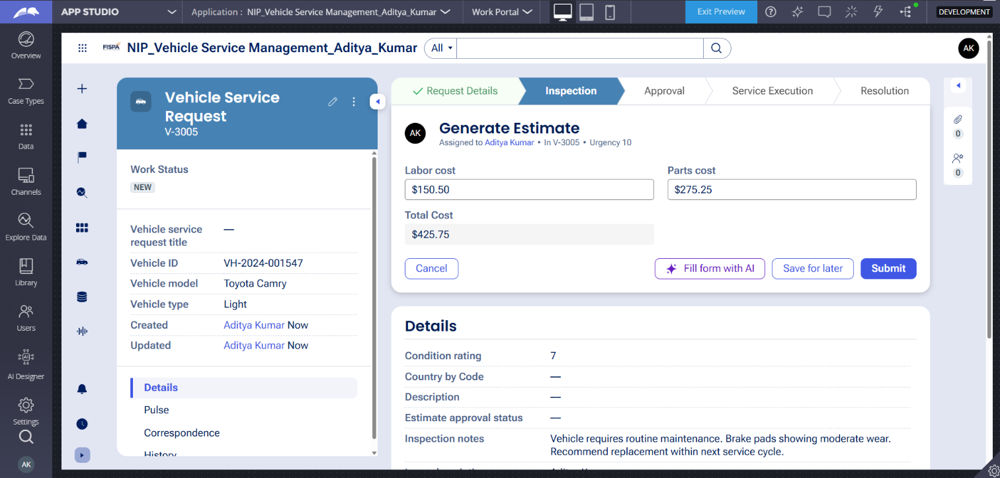 APP STUDIO
Application : NIP_Vehicle Service Management_Aditya_Kumar
Work Portal
Exit Preview
DEVELOPMENT
Overview
Case Types
Data
Channels
Explore Data
Library
Users
AI
AI Designer
Settings
AK
FISPA
NIP_Vehicle Service Management_Aditya_Kumar
All
AK
Vehicle Service
Request
V-3005
Work Status
NEW
Vehicle service
request title
—
Vehicle ID VH-2024-001547
Vehicle model Toyota Camry
Vehicle type Light
Created Aditya Kumar Now
Updated Aditya Kumar Now
Details
Pulse
Correspondence
History
Request Details
Inspection
Approval
Service Execution
Resolution
AK
Generate Estimate
Assigned to Aditya Kumar • In V-3005 • Urgency 10
Labor cost
$150.50
Parts cost
$275.25
Total Cost
$425.75
Cancel
Fill form with AI
Save for later
Submit
Details
Condition rating 7
Country by Code —
Description —
Estimate approval status —
Inspection notes Vehicle requires routine maintenance. Brake pads showing moderate wear.
Recommend replacement within next service cycle.
0
0